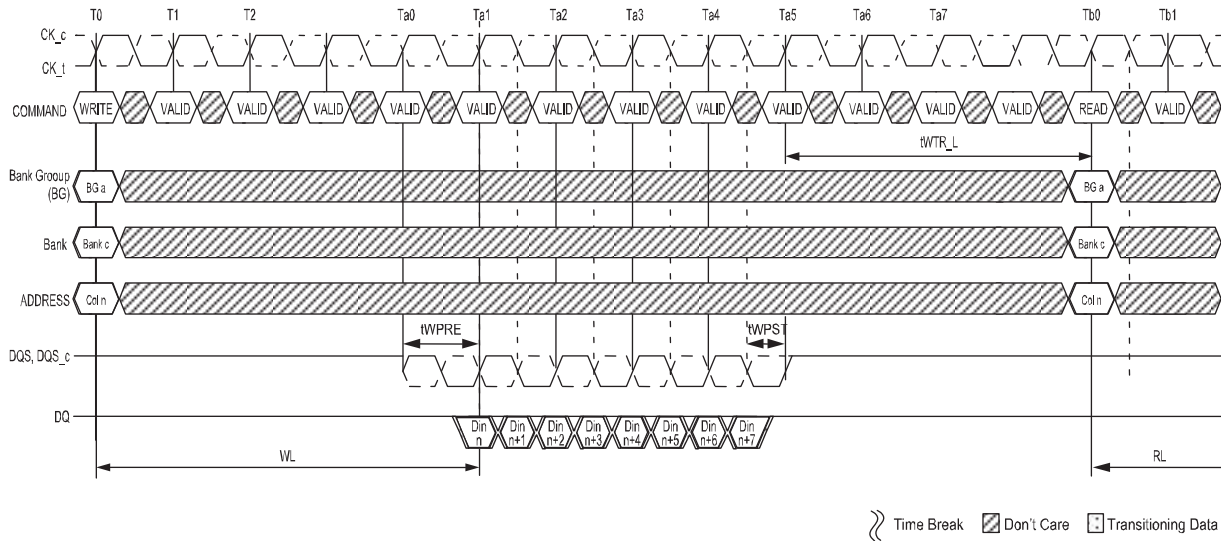 T0 T1 T2 Ta0 Ta1 Ta2 Ta3 Ta4 Ta5 Ta6 Ta7 Tb0 Tb1
CK_c
CK_t
COMMAND WRITE VALID VALID VALID VALID VALID VALID VALID VALID VALID VALID VALID VALID READ VALID
tWTR_L
Bank Grooup
(BG)
BG a BG a
Bank Bank c Bank c
ADDRESS Col n Col n
tWPRE tWPST
DQS, DQS_c
DQ
Din n Din n+1 Din n+2 Din n+3 Din n+4 Din n+5 Din n+6 Din n+7
WL RL
Time Break Don't Care Transitioning Data